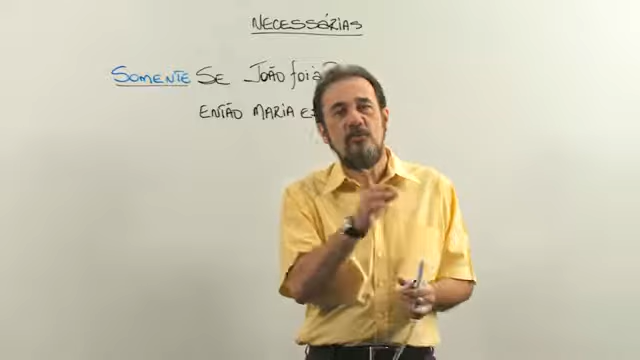 NECESSÁRIAS
SOMENTE SE JOÃO foi à
ENTÃO MARIA